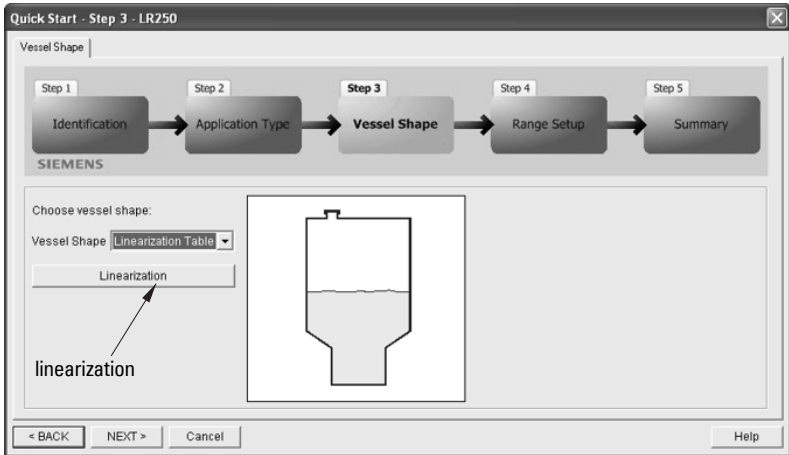 Quick Start - Step 3 - LR250
Vessel Shape
Step 1
Step 2
Step 3
Step 4
Step 5
Identification
Application Type
Vessel Shape
Range Setup
Summary
SIEMENS
Choose vessel shape:
Vessel Shape Linearization Table
Linearization
linearization
< BACK NEXT > Cancel Help